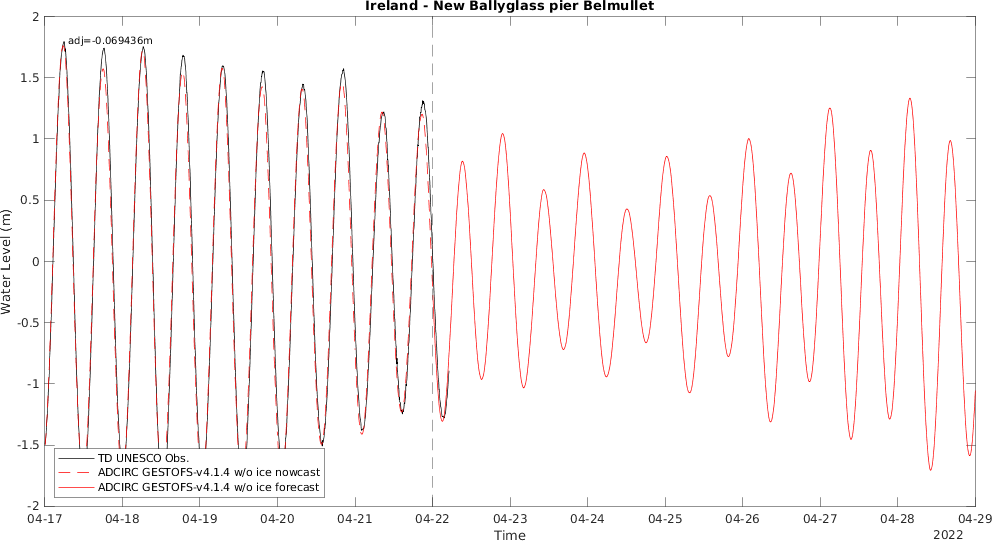 Ireland - New Ballyglass pier Belmullet
2
adj=-0.069436m
1.5
1
0.5
0
-0.5
-1
-1.5
-2
Water Level (m)
TD UNESCO Obs.
ADCIRC GESTOFS-v4.1.4 w/o ice nowcast
ADCIRC GESTOFS-v4.1.4 w/o ice forecast
04-17 04-18 04-19 04-20 04-21 04-22 04-23 04-24 04-25 04-26 04-27 04-28 04-29
Time
2022